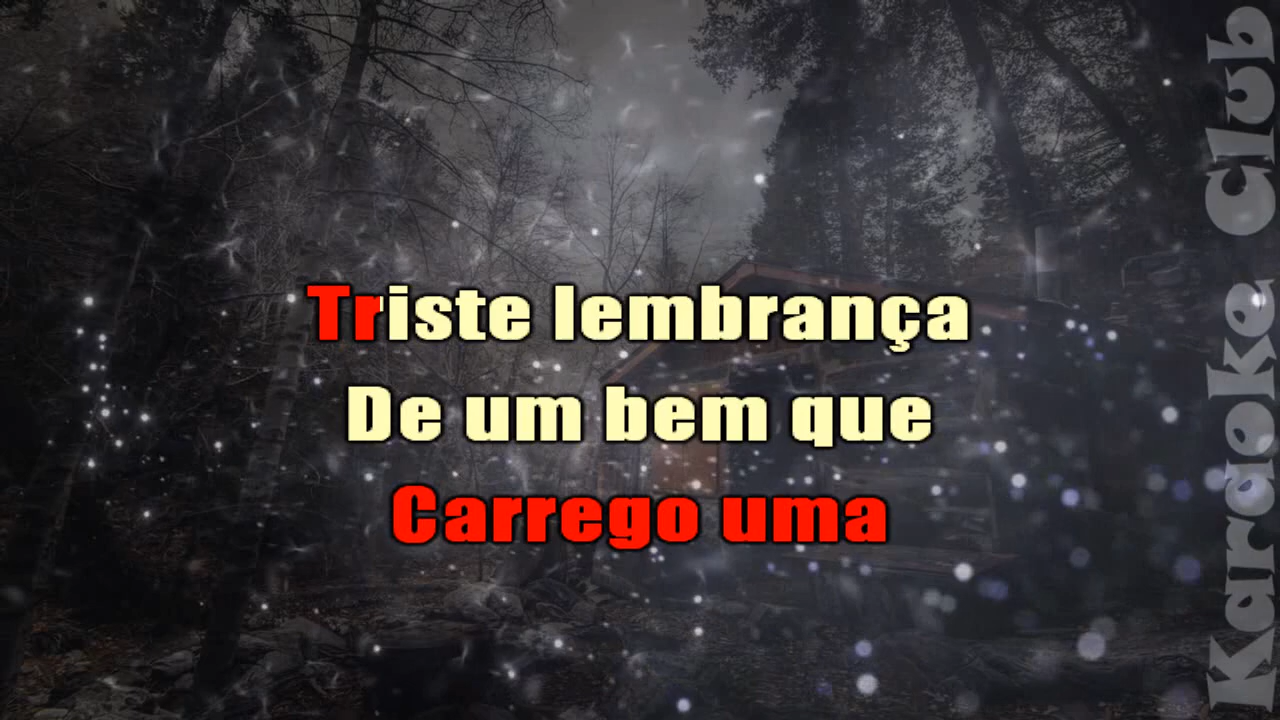 Triste lembrança
De um bem que
Carrego uma
Karaoke Club